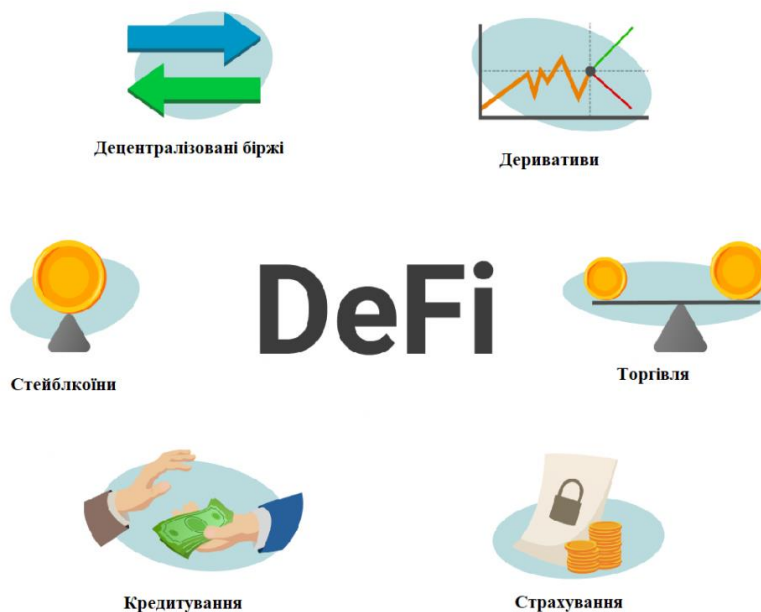 Децентралізовані біржі
Деривативи
Стейблкоїни
DeFi
Торгівля
Кредитування
Страхування